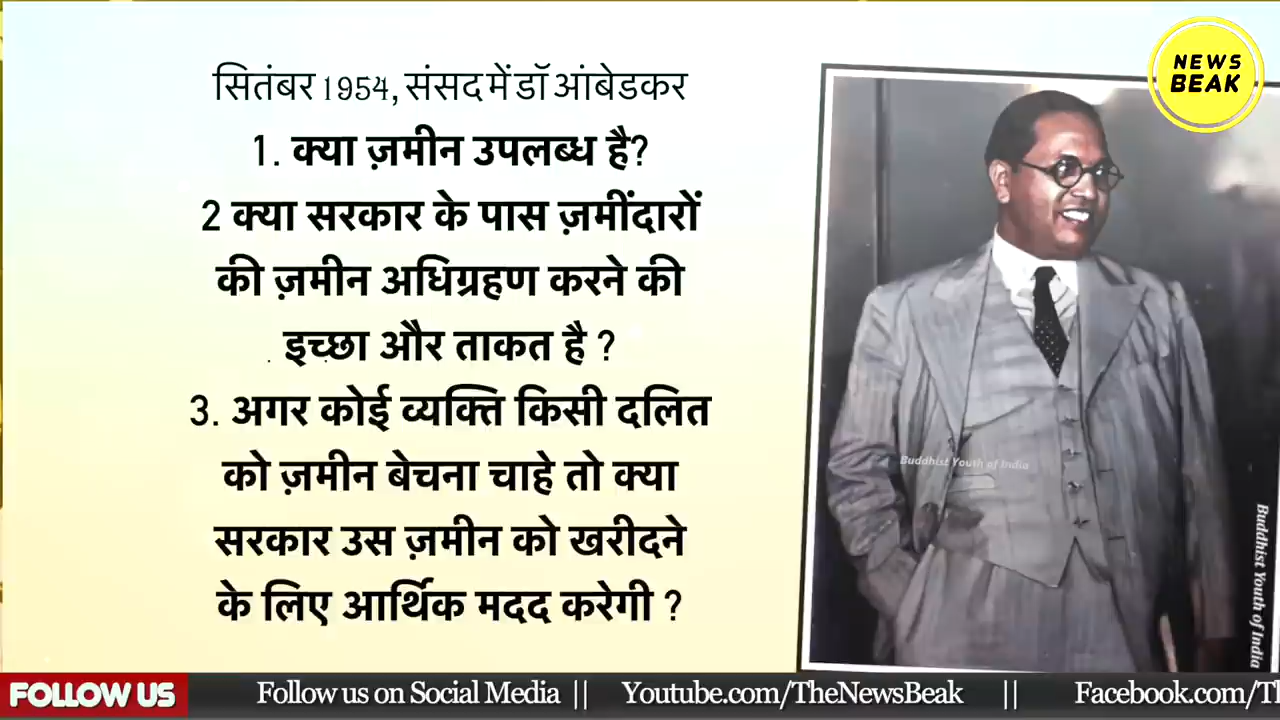 सितंबर 1954, संसद में डॉ आंबेडकर
1. क्या ज़मीन उपलब्ध है?
2 क्या सरकार के पास ज़मींदारों
की ज़मीन अधिग्रहण करने की
इच्छा और ताकत है ?
3. अगर कोई व्यक्ति किसी दलित
को ज़मीन बेचना चाहे तो क्या
सरकार उस ज़मीन को खरीदने
के लिए आर्थिक मदद करेगी ?
NEWS
BEAK
Buddhist Youth of India
Buddhist Youth of India
FOLLOW US
Follow us on Social Media || Youtube.com/TheNewsBeak || Facebook.com/Th